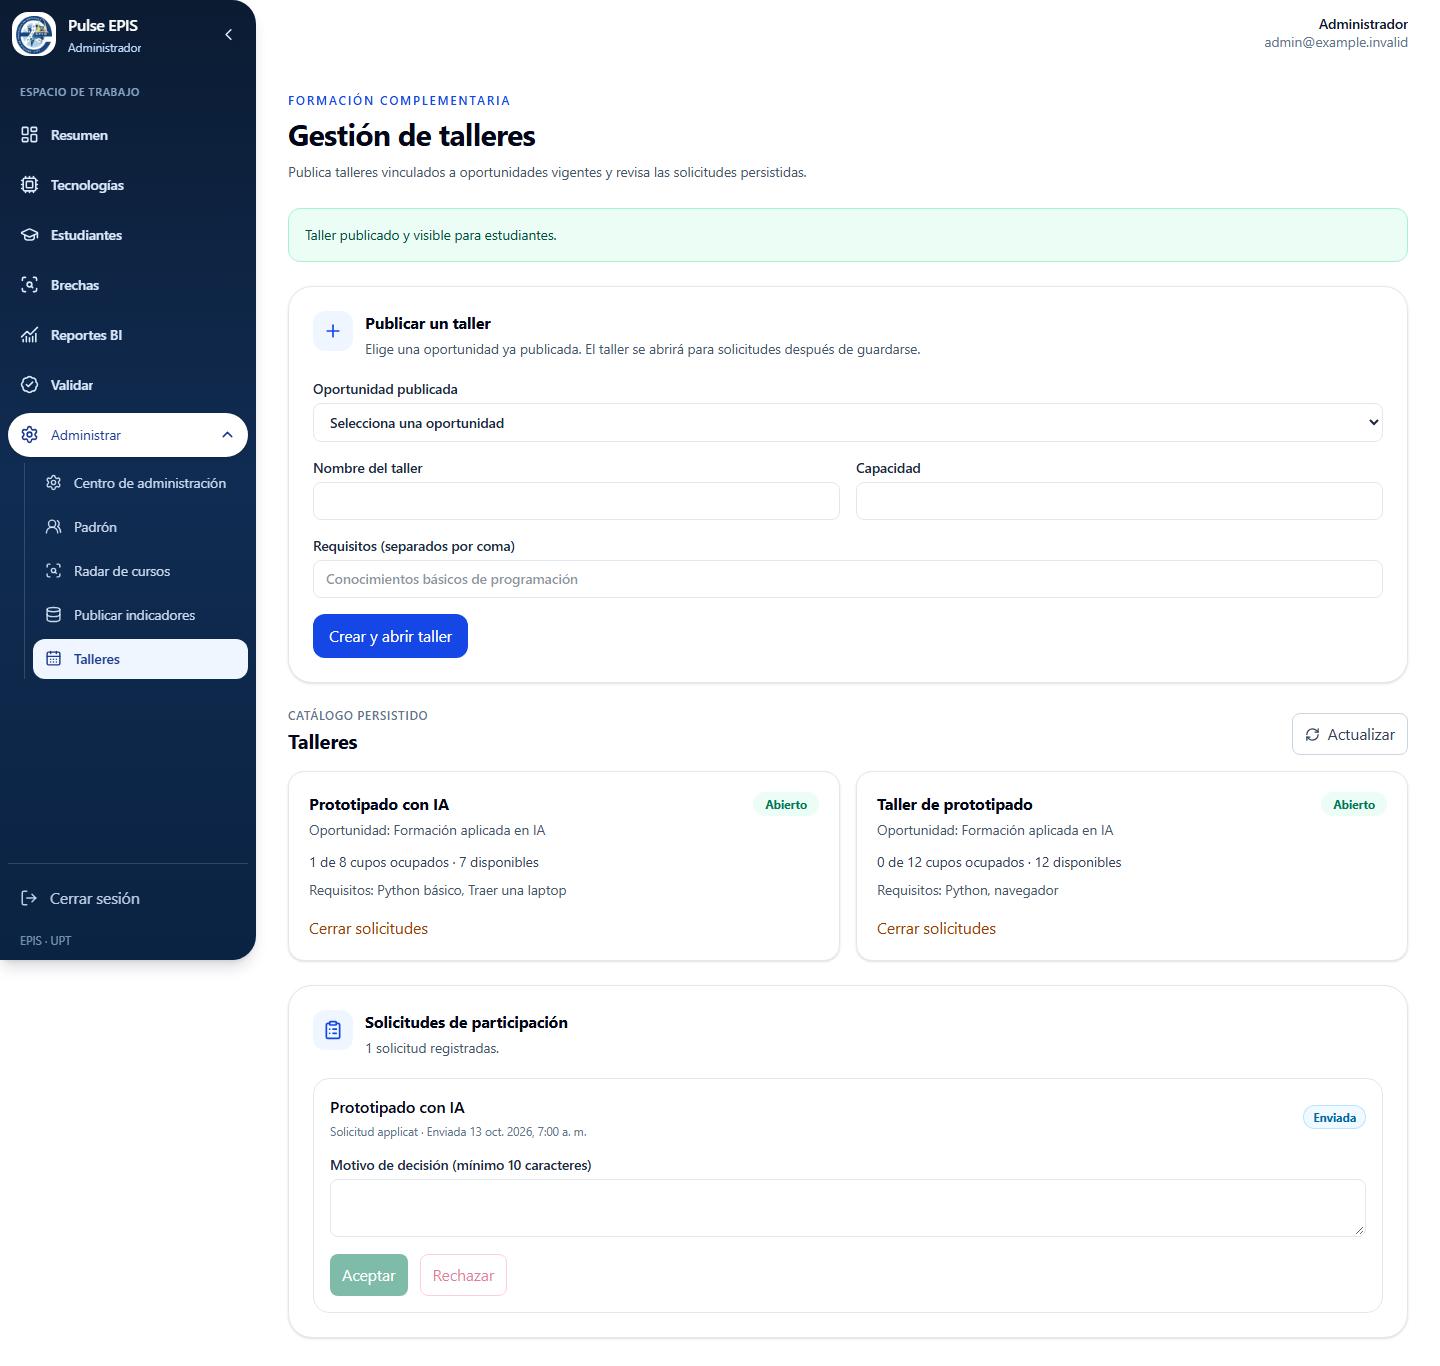 Pulse EPIS
Administrador
ESPACIO DE TRABAJO
Resumen
Tecnologías
Estudiantes
Brechas
Reportes BI
Validar
Administrar
Centro de administración
Padrón
Radar de cursos
Publicar indicadores
Talleres
Cerrar sesión
EPIS · UPT
Administrador
admin@example.invalid
FORMACIÓN COMPLEMENTARIA
Gestión de talleres
Publica talleres vinculados a oportunidades vigentes y revisa las solicitudes persistidas.
Taller publicado y visible para estudiantes.
Publicar un taller
Elige una oportunidad ya publicada. El taller se abrirá para solicitudes después de guardarse.
Oportunidad publicada
Selecciona una oportunidad
Nombre del taller
Capacidad
Requisitos (separados por coma)
Conocimientos básicos de programación
Crear y abrir taller
CATÁLOGO PERSISTIDO
Talleres
Actualizar
Prototipado con IA
Abierto
Oportunidad: Formación aplicada en IA
1 de 8 cupos ocupados · 7 disponibles
Requisitos: Python básico, Traer una laptop
Cerrar solicitudes
Taller de prototipado
Abierto
Oportunidad: Formación aplicada en IA
0 de 12 cupos ocupados · 12 disponibles
Requisitos: Python, navegador
Cerrar solicitudes
Solicitudes de participación
1 solicitud registradas.
Prototipado con IA
Enviada
Solicitud applicat · Enviada 13 oct. 2026, 7:00 a. m.
Motivo de decisión (mínimo 10 caracteres)
Aceptar
Rechazar